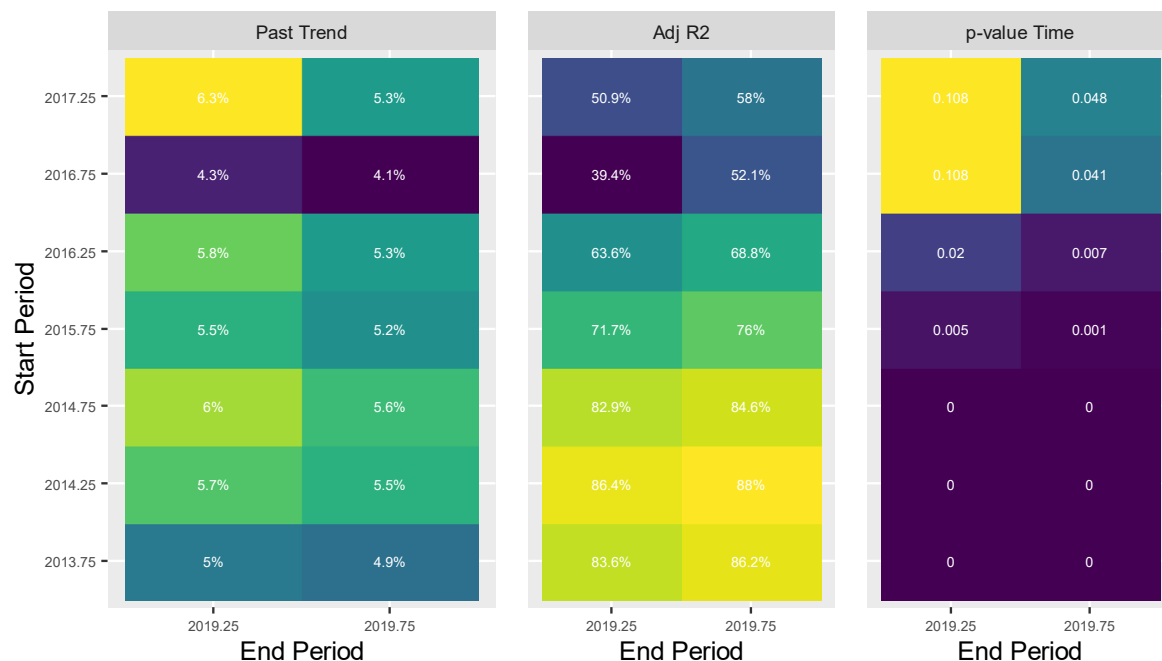 Past Trend Adj R2 p-value Time
2017.25 6.3% 5.3% 50.9% 58% 0.108 0.048
2016.75 4.3% 4.1% 39.4% 52.1% 0.108 0.041
2016.25 5.8% 5.3% 63.6% 68.8% 0.02 0.007
Start Period
2015.75 5.5% 5.2% 71.7% 76% 0.005 0.001
2014.75 6% 5.6% 82.9% 84.6% 0 0
2014.25 5.7% 5.5% 86.4% 88% 0 0
2013.75 5% 4.9% 83.6% 86.2% 0 0
2019.25 2019.75 2019.25 2019.75 2019.25 2019.75
End Period End Period End Period